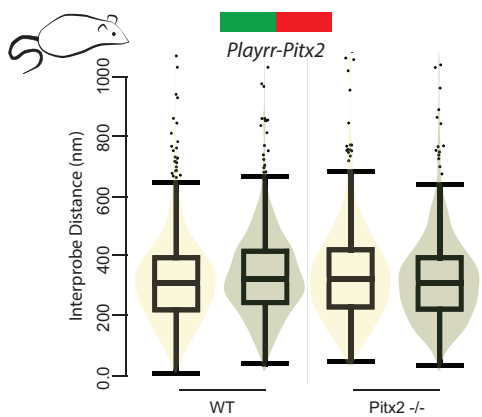 Playrr-Pitx2
Interprobe Distance (nm)
1000
800
600
400
200
0.0
WT
Pitx2 -/-